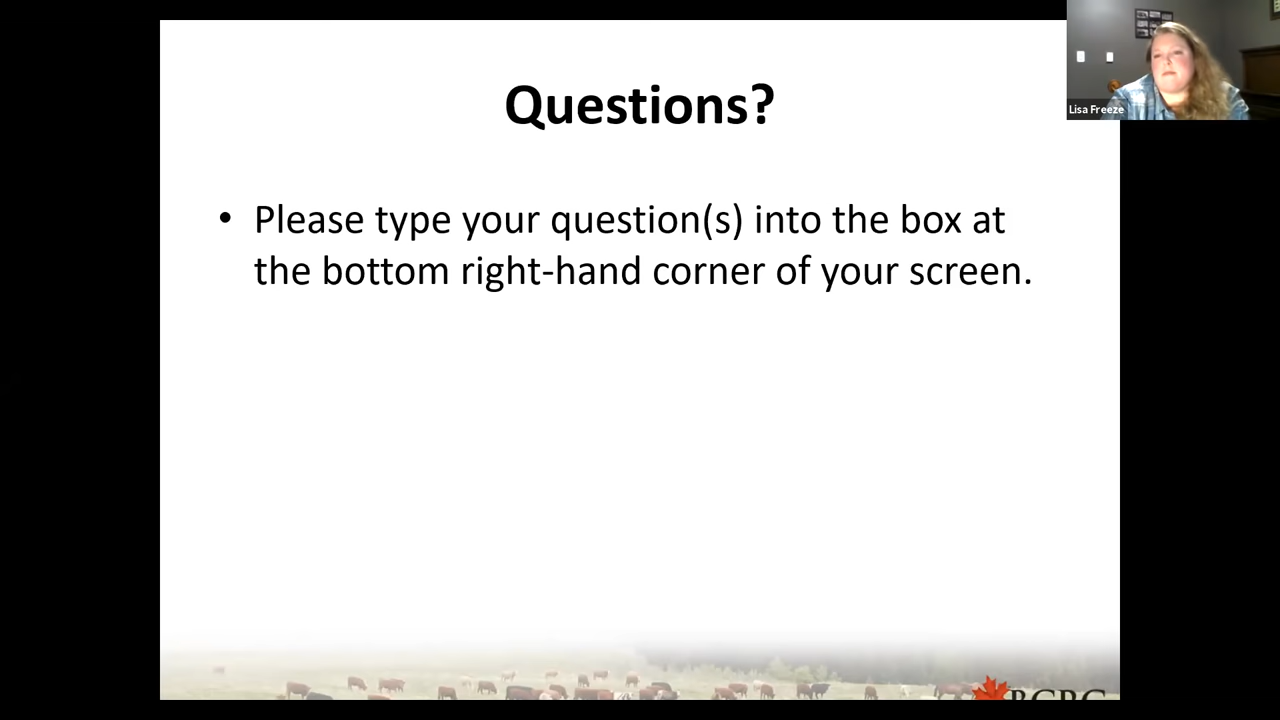 Questions?
Lisa Freeze
• Please type your question(s) into the box at
the bottom right-hand corner of your screen.